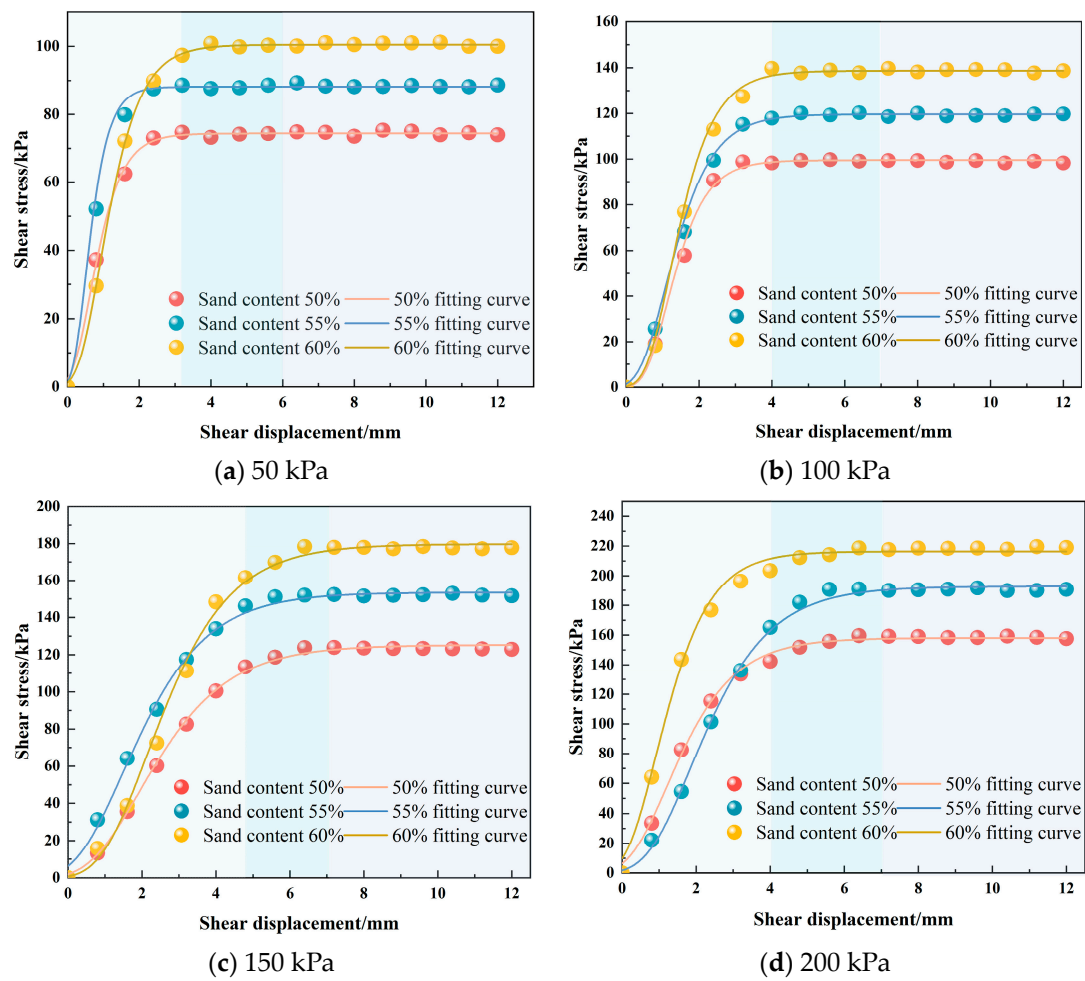 100
80
60
40
20
0
Shear stress/kPa
Sand content 50% 50% fitting curve
Sand content 55% 55% fitting curve
Sand content 60% 60% fitting curve
0 2 4 6 8 10 12
Shear displacement/mm
(a) 50 kPa
160
140
120
100
80
60
40
20
0
Shear stress/kPa
Sand content 50% 50% fitting curve
Sand content 55% 55% fitting curve
Sand content 60% 60% fitting curve
0 2 4 6 8 10 12
Shear displacement/mm
(b) 100 kPa
200
180
160
140
120
100
80
60
40
20
0
Shear stress/kPa
Sand content 50% 50% fitting curve
Sand content 55% 55% fitting curve
Sand content 60% 60% fitting curve
0 2 4 6 8 10 12
Shear displacement/mm
(c) 150 kPa
240
220
200
180
160
140
120
100
80
60
40
20
0
Shear stress/kPa
Sand content 50% 50% fitting curve
Sand content 55% 55% fitting curve
Sand content 60% 60% fitting curve
0 2 4 6 8 10 12
Shear displacement/mm
(d) 200 kPa